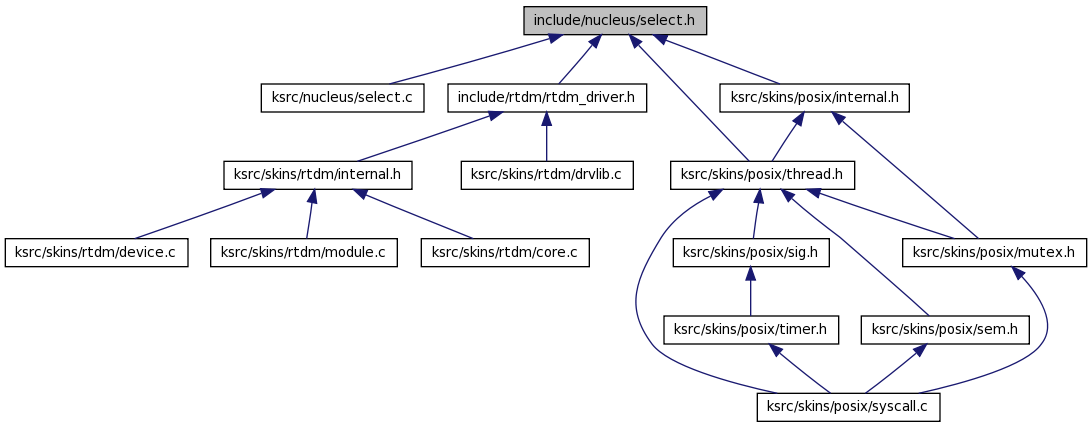 include/nucleus/select.h
ksrc/nucleus/select.c
include/rtdm/rtdm_driver.h
ksrc/skins/posix/internal.h
ksrc/skins/rtdm/internal.h
ksrc/skins/rtdm/drvlib.c
ksrc/skins/posix/thread.h
ksrc/skins/rtdm/device.c
ksrc/skins/rtdm/module.c
ksrc/skins/rtdm/core.c
ksrc/skins/posix/sig.h
ksrc/skins/posix/mutex.h
ksrc/skins/posix/timer.h
ksrc/skins/posix/sem.h
ksrc/skins/posix/syscall.c